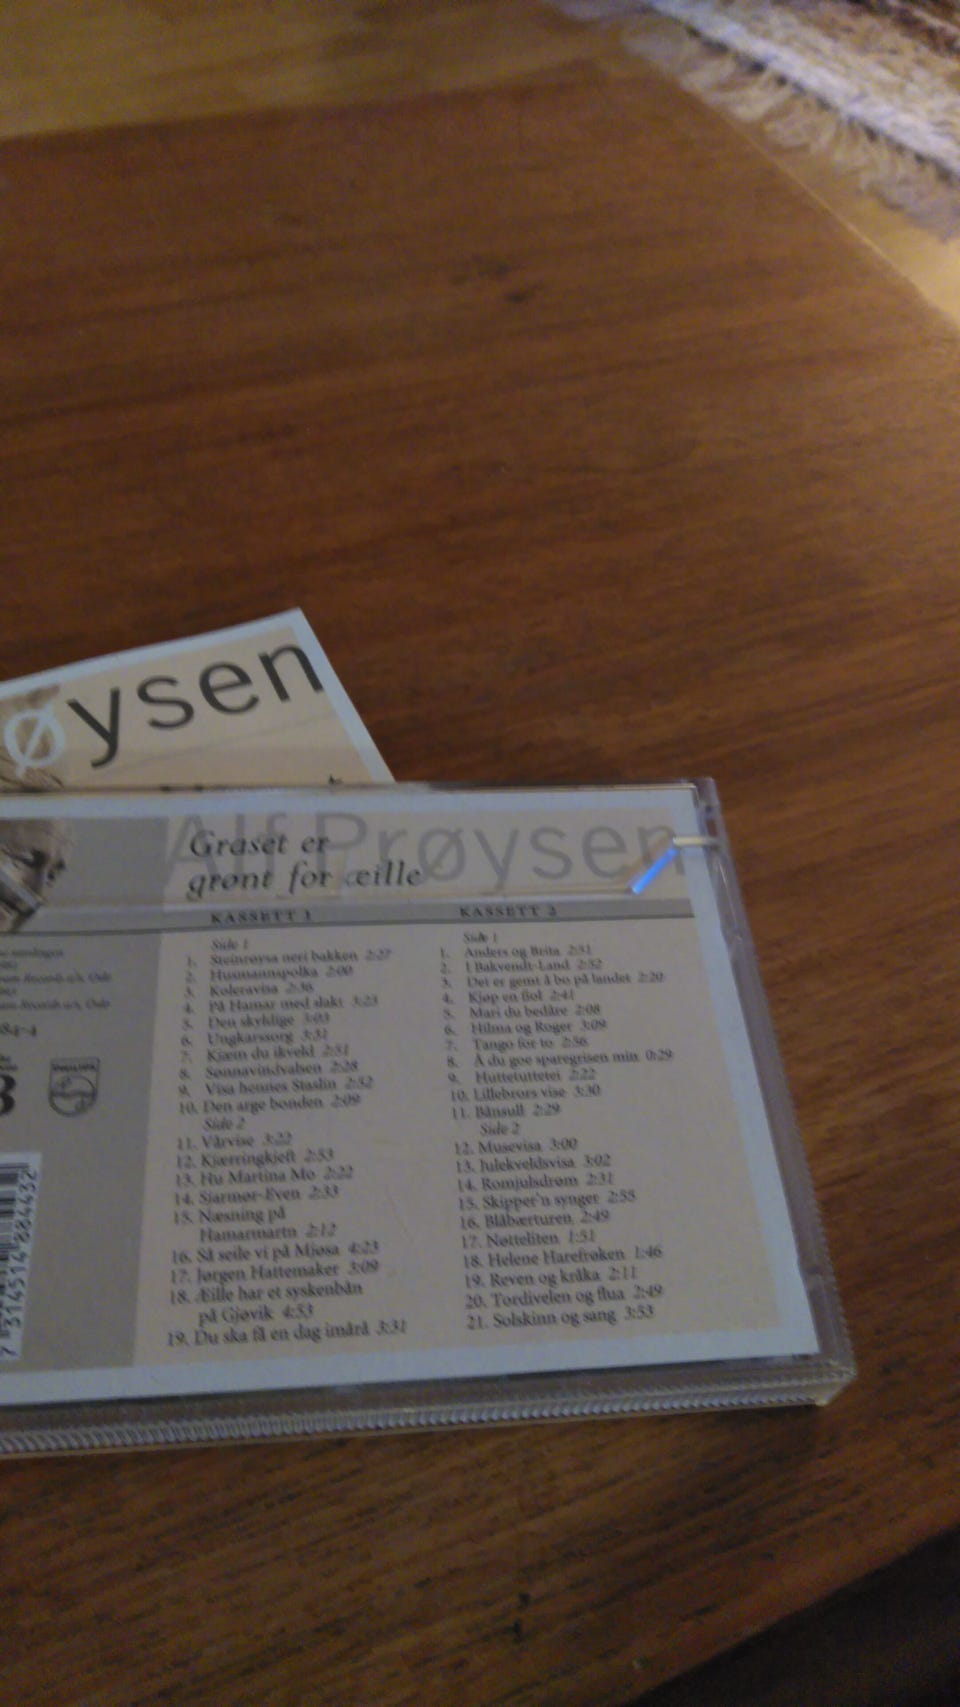 øysen
Alf Prøysen
Graset er
grønt for æille
KASSETT 1
Side 1
1. Steinrøysa neri bakken 2:27
2. Husmannspolka 2:00
3. Koleravisa 2:36
4. På Hamar med slakt 3:23
5. Den skyldige 3:03
6. Ungkarssorg 3:31
7. Kjæm du ikveld 2:51
8. Sønnavindvalsen 2:28
9. Visa hennes Staslin 2:52
10. Den arge bonden 2:09
Side 2
11. Vårvise 3:22
12. Kjærringkjeft 2:53
13. Hu Martina Mo 2:22
14. Sjarmør-Even 2:33
15. Næsning på
Hamarmartn 2:12
16. Så seile vi på Mjøsa 4:23
17. Jørgen Hattemaker 3:09
18. Æille har et syskenbån
på Gjøvik 4:53
19. Du ska få en dag imårå 3:31
KASSETT 2
Side 1
1. Anders og Brita 2:51
2. I Bakvendt-Land 2:52
3. Det er gemt å bo på landet 2:20
4. Kjøp en fiol 2:41
5. Mari du bedåre 2:08
6. Hilma og Roger 3:09
7. Tango for to 2:56
8. Å du goe sparegrisen min 0:29
9. Huttetuttetei 2:22
10. Lillebrors vise 3:30
11. Bånsull 2:29
Side 2
12. Musevisa 3:00
13. Julekveldsvisa 3:02
14. Romjulsdrøm 2:31
15. Skipper'n synger 2:55
16. Blåbærturen 2:49
17. Nøtteliten 1:51
18. Helene Harefrøken 1:46
19. Reven og kråka 2:11
20. Tordivelen og flua 2:49
21. Solskinn og sang 3:53
Records a/s, Oslo
Records a/s, Oslo
84-4
PHILIPS
7 314514 884432